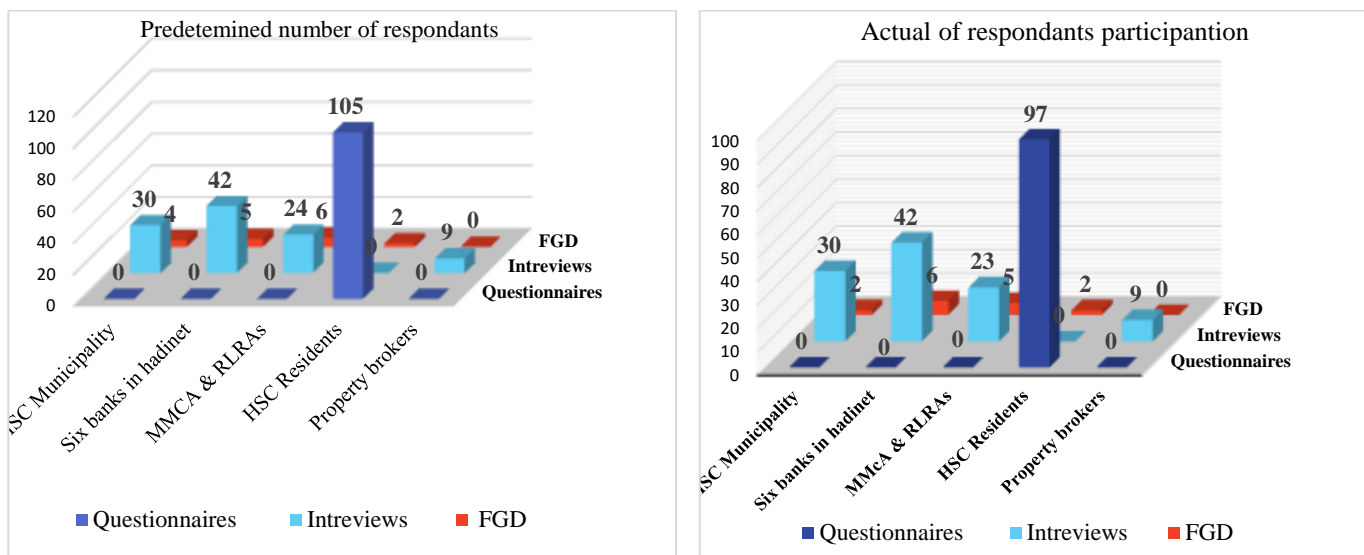 Predetemined number of respondants
120
100
80
60
40
20
0
30
4
42
5
24
6
105
0
2
9
0
0
0
0
0
FGD
Intreviews
Questionnaires
HSC Municipality
Six banks in hadinet
MMCA & RLRAs
HSC Residents
Property brokers
Questionnaires Intreviews FGD
Actual of respondants participantion
100
90
80
70
60
50
40
30
20
10
0
30
2
42
6
23
5
97
0
2
9
0
0
0
0
0
FGD
Intreviews
Questionnaires
ISC Municipality
Six banks in hadinet
MMcA & RLRAs
HSC Residents
Property brokers
Questionnaires Intreviews FGD